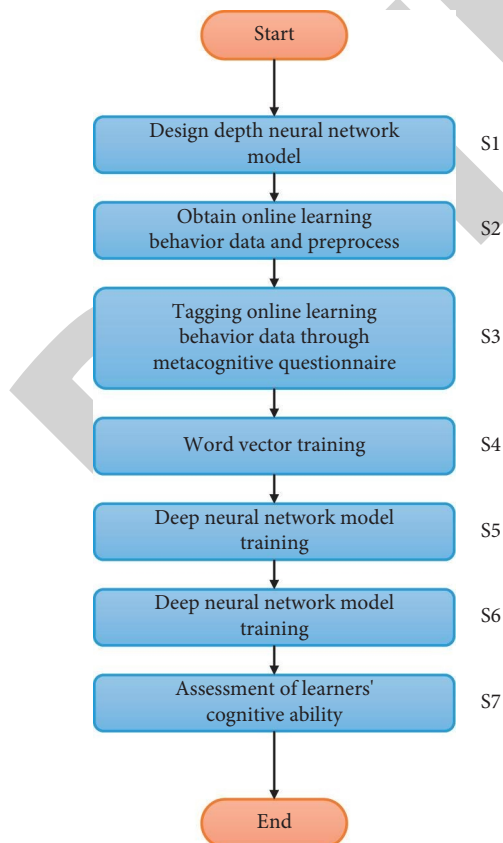 Start
Design depth neural network
model
S1
Obtain online learning
behavior data and preprocess
S2
Tagging online learning
behavior data through
metacognitive questionnaire
S3
Word vector training
S4
Deep neural network model
training
S5
Deep neural network model
training
S6
Assessment of learners'
cognitive ability
S7
End